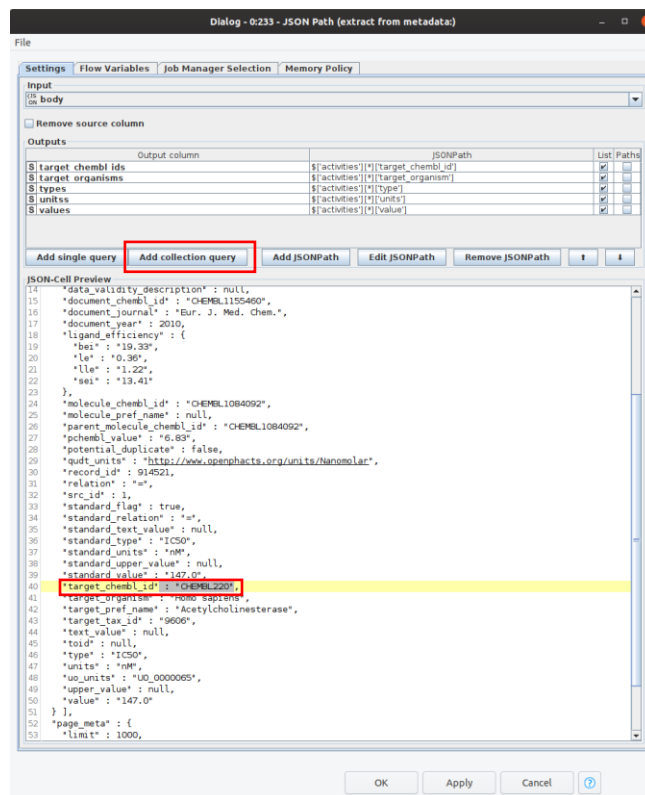 Dialog - 0:233 - JSON Path (extract from metadata:)
File
Settings Flow Variables Job Manager Selection Memory Policy
Input
body
Remove source column
Outputs
Output column JSONPath List Paths
S target chembl ids $['activities'][*]['target_chembl_id']
S target organisms $['activities'][*]['target_organism']
S types $['activities'][*]['type']
S unitss $['activities'][*]['units']
S values $['activities'][*]['value']
Add single query Add collection query Add JSONPath Edit JSONPath Remove JSONPath
JSON-Cell Preview
14 "data_validity_description" : null,
15 "document_chembl_id" : "CHEMBL1155460",
16 "document_journal" : "Eur. J. Med. Chem.",
17 "document_year" : 2010,
18 "ligand_efficiency" : {
19 "bei" : "19.33",
20 "le" : "0.36",
21 "lle" : "1.22",
22 "sei" : "13.41"
23 },
24 "molecule_chembl_id" : "CHEMBL1084092",
25 "molecule_pref_name" : null,
26 "parent_molecule_chembl_id" : "CHEMBL1084092",
27 "pchembl_value" : "6.83",
28 "potential_duplicate" : false,
29 "qudt_units" : "http://www.openphacts.org/units/Nanomolar",
30 "record_id" : 914521,
31 "relation" : "=",
32 "src_id" : 1,
33 "standard_flag" : true,
34 "standard_relation" : "=",
35 "standard_text_value" : null,
36 "standard_type" : "IC50",
37 "standard_units" : "nM",
38 "standard_upper_value" : null,
39 "standard_value" : "147.0",
40 "target_chembl_id" : "CHEMBL220",
41 "target_organism" : "Homo sapiens",
42 "target_pref_name" : "Acetylcholinesterase",
43 "target_tax_id" : "9606",
44 "text_value" : null,
45 "toid" : null,
46 "type" : "IC50",
47 "units" : "nM",
48 "uo_units" : "UO_0000065",
49 "upper_value" : null,
50 "value" : "147.0"
51 } ],
52 "page_meta" : {
53 "limit" : 1000,
OK Apply Cancel ?